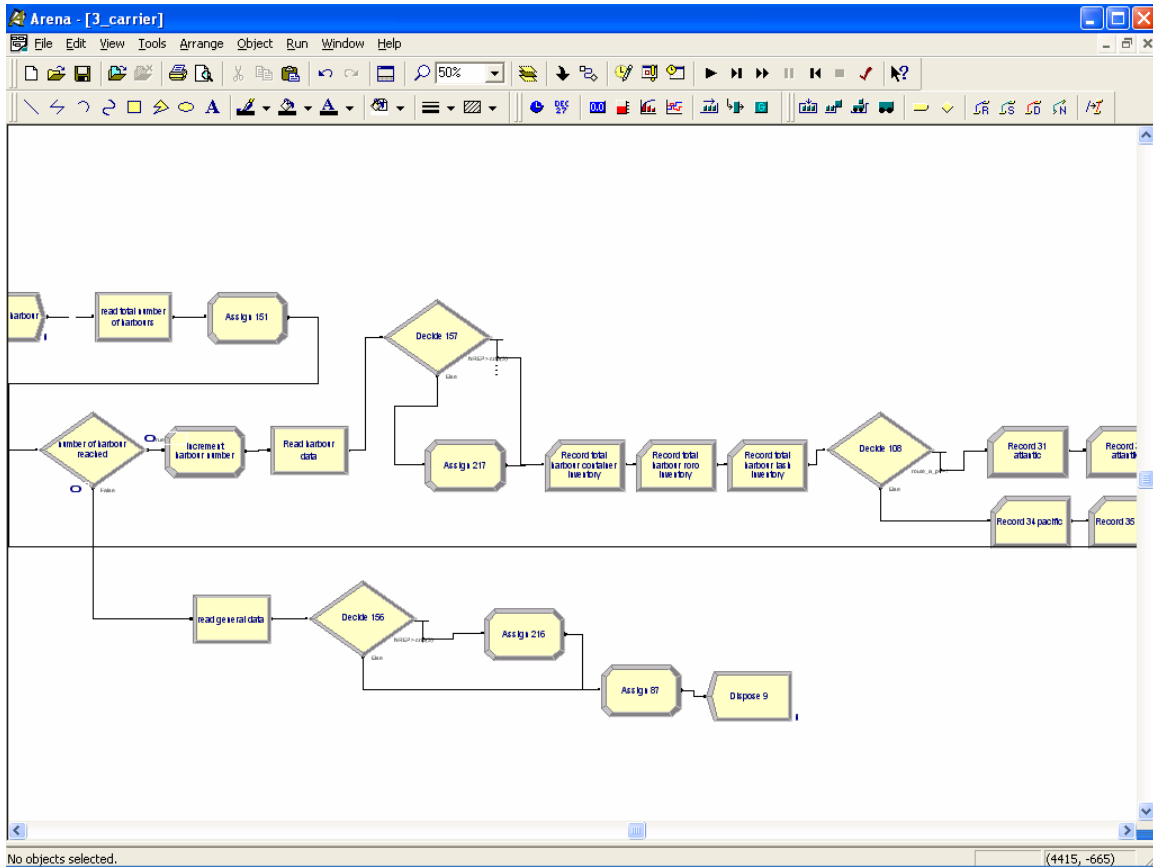 Arena - [3_carrier]
File Edit View Tools Arrange Object Run Window Help
50%
harbour
read total number
of harbours
Assign 151
Decide 157
Else
number of harbour
reached
True
False
Increment
harbour number
Read harbour
data
Assign 217
Record total
harbour container
inventory
Record total
harbour roro
inventory
Record total
harbour lash
inventory
Decide 108
Else
Record 31
atlantic
Record
atlantic
Record 34 pacific
Record 35
read general data
Decide 156
Else
Assign 216
Assign 87
Dispose 9
No objects selected.
(4415, -665)